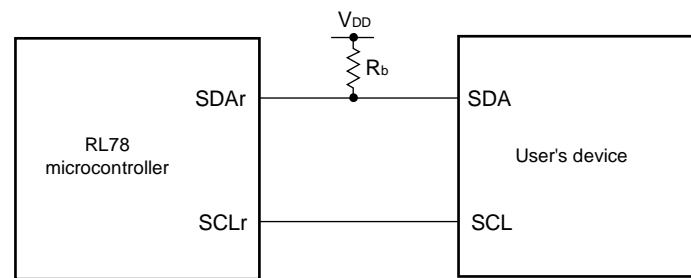 VDD
Rb
SDAr
SDA
RL78
microcontroller
User's device
SCLr
SCL